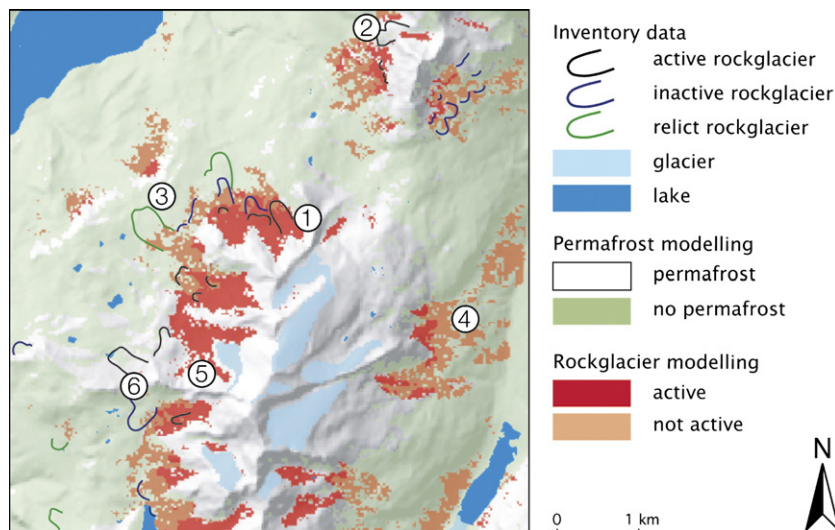 ②
①
③
④
⑤
⑥
Inventory data
active rockglacier
inactive rockglacier
relict rockglacier
glacier
lake
Permafrost modelling
permafrost
no permafrost
Rockglacier modelling
active
not active
N
0 1 km